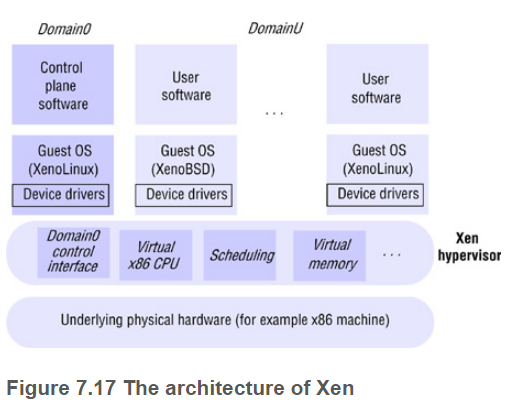 Domain0
DomainU
Control
plane
software
User
software
. . .
User
software
Guest OS
(XenoLinux)
Device drivers
Guest OS
(XenoBSD)
Device drivers
Guest OS
(XenoLinux)
Device drivers
Domain0
control
interface
Virtual
x86 CPU
Scheduling
Virtual
memory
. . .
Xen
hypervisor
Underlying physical hardware (for example x86 machine)
Figure 7.17 The architecture of Xen